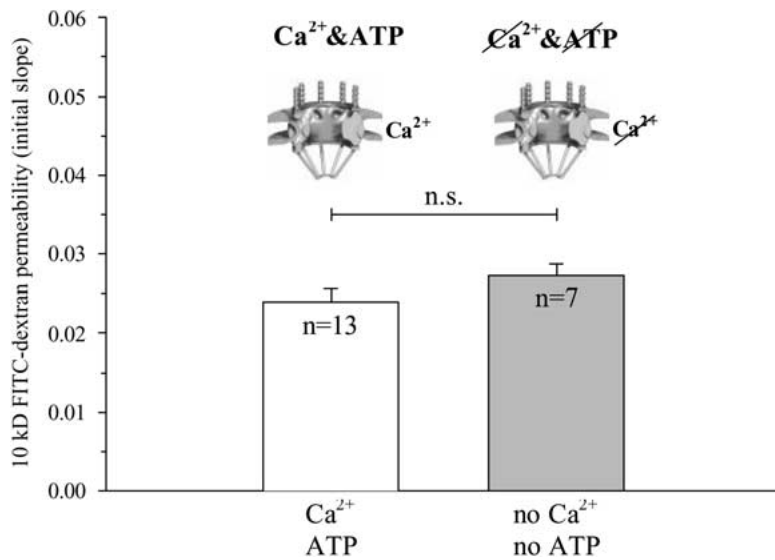 10 kD FITC-dextran permeability (initial slope)
0.06
0.05
0.04
0.03
0.02
0.01
0.00
Ca²⁺&ATP
Ca²⁺&ATP
Ca²⁺
Ca²⁺
n.s.
n=13
n=7
Ca²⁺
ATP
no Ca²⁺
no ATP